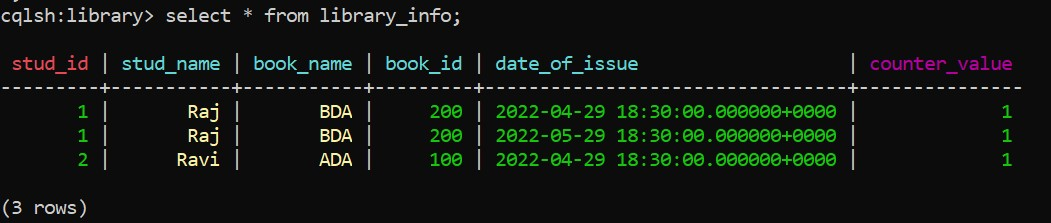 cqlsh:library> select * from library_info;
stud_id | stud_name | book_name | book_id | date_of_issue | counter_value
---------+-----------+-----------+---------+---------------------------------+---------------
1 | Raj | BDA | 200 | 2022-04-29 18:30:00.000000+0000 | 1
1 | Raj | BDA | 200 | 2022-05-29 18:30:00.000000+0000 | 1
2 | Ravi | ADA | 100 | 2022-04-29 18:30:00.000000+0000 | 1
(3 rows)